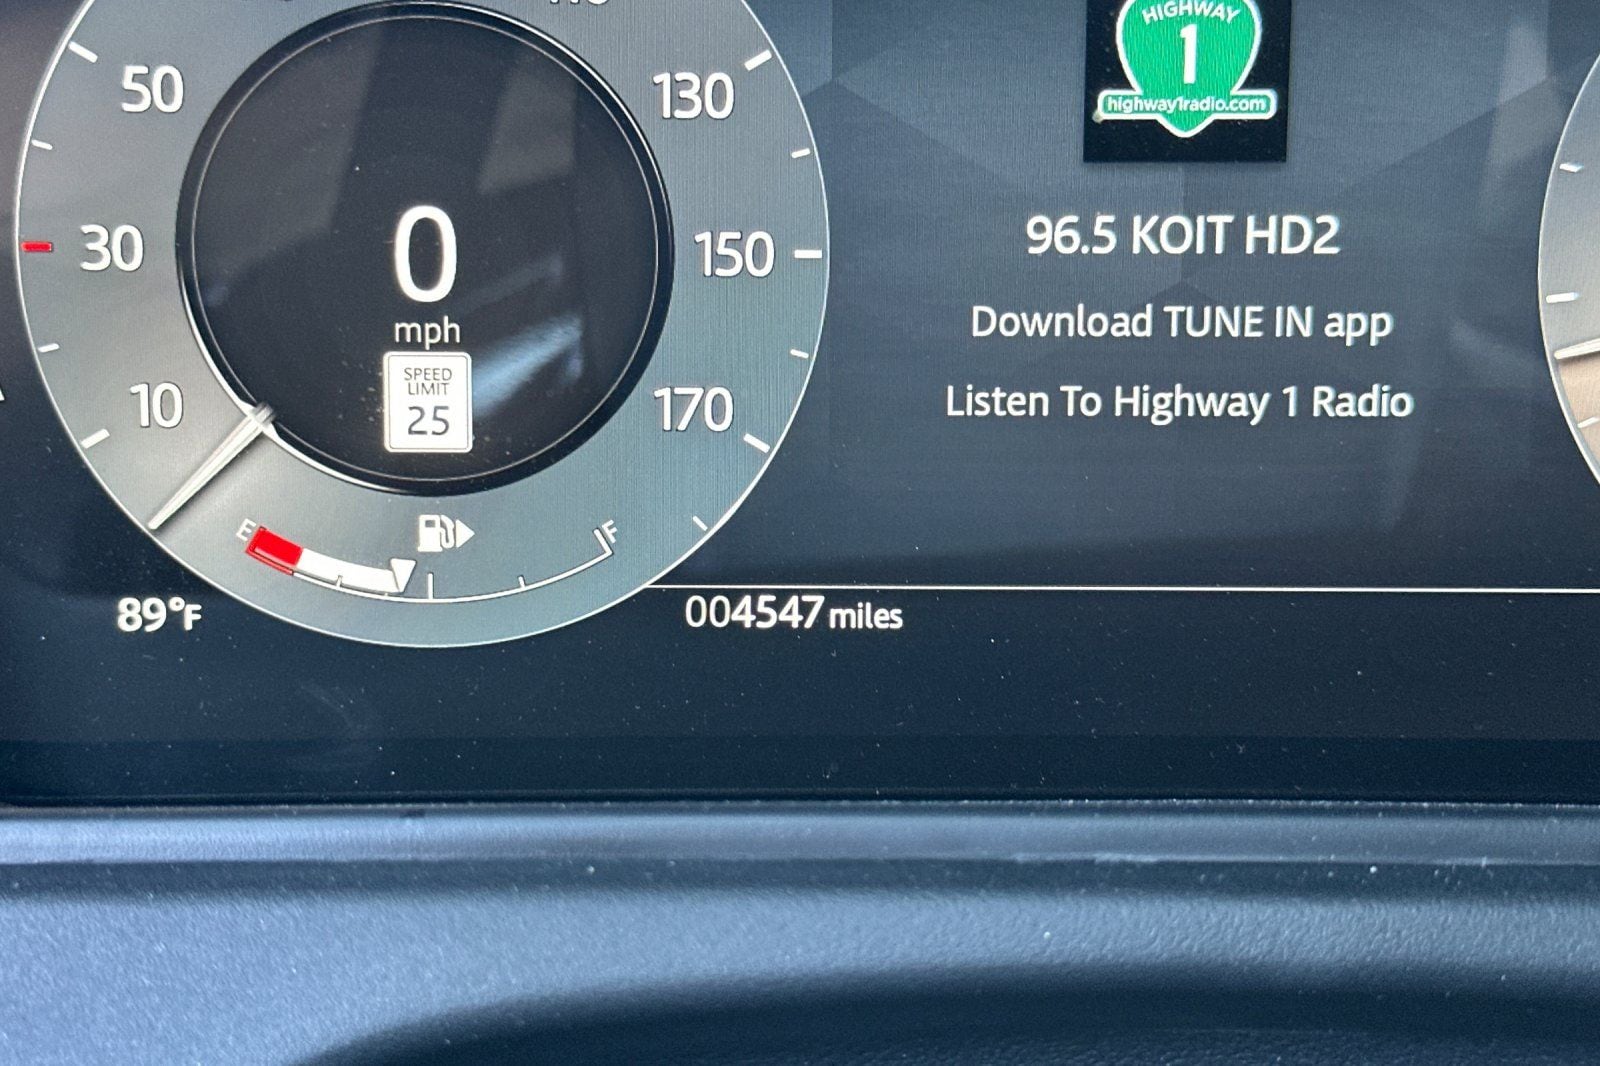 HIGHWAY
1
highway1radio.com
50
130
30
150
10
170
0
mph
SPEED
LIMIT
25
96.5 KOIT HD2
Download TUNE IN app
Listen To Highway 1 Radio
E
F
89°F
004547 miles